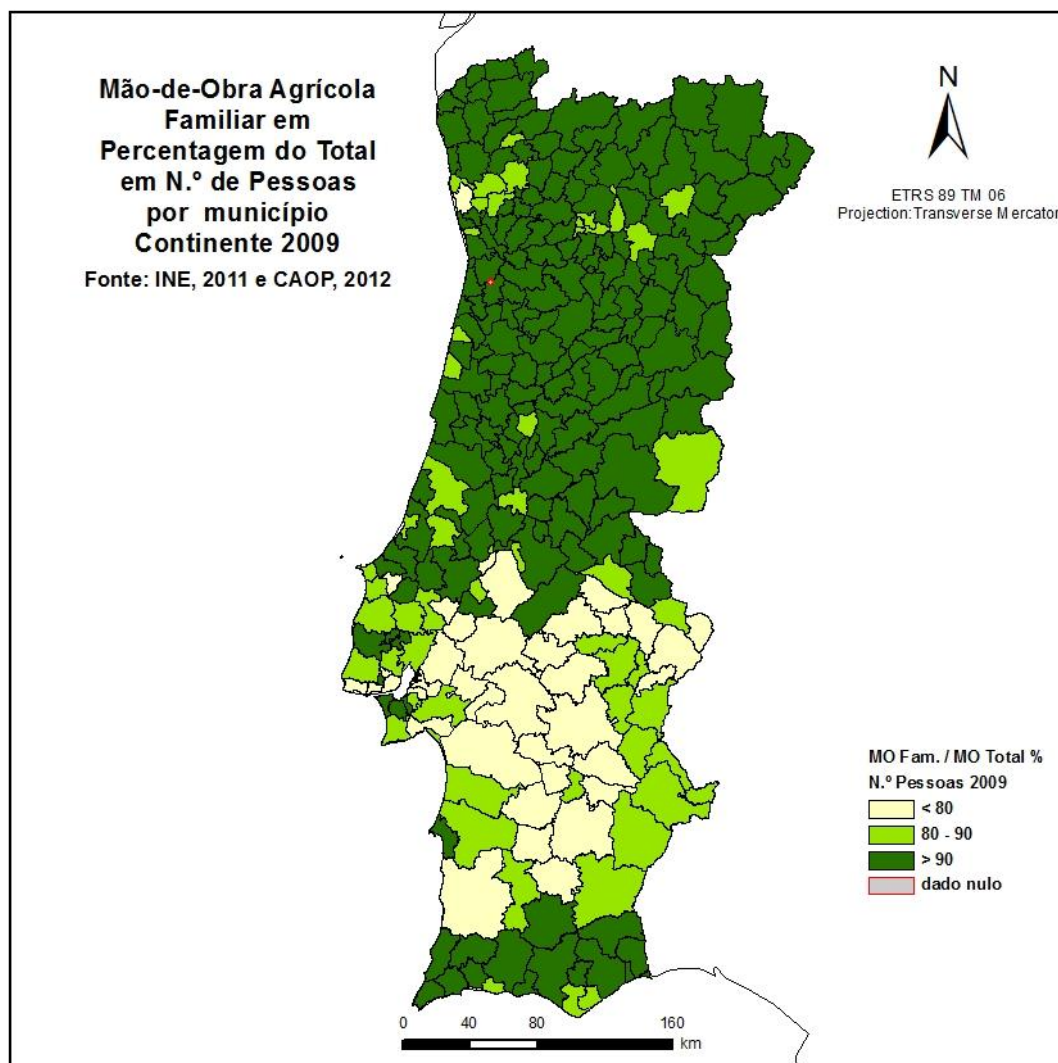 Mão-de-Obra Agrícola
Familiar em
Percentagem do Total
em N.º de Pessoas
por município
Continente 2009
Fonte: INE, 2011 e CAOP, 2012
N
ETRS 89 TM 06
Projection:Transverse Mercator
MO Fam. / MO Total %
N.º Pessoas 2009
< 80
80 - 90
> 90
dado nulo
0 40 80 160
km